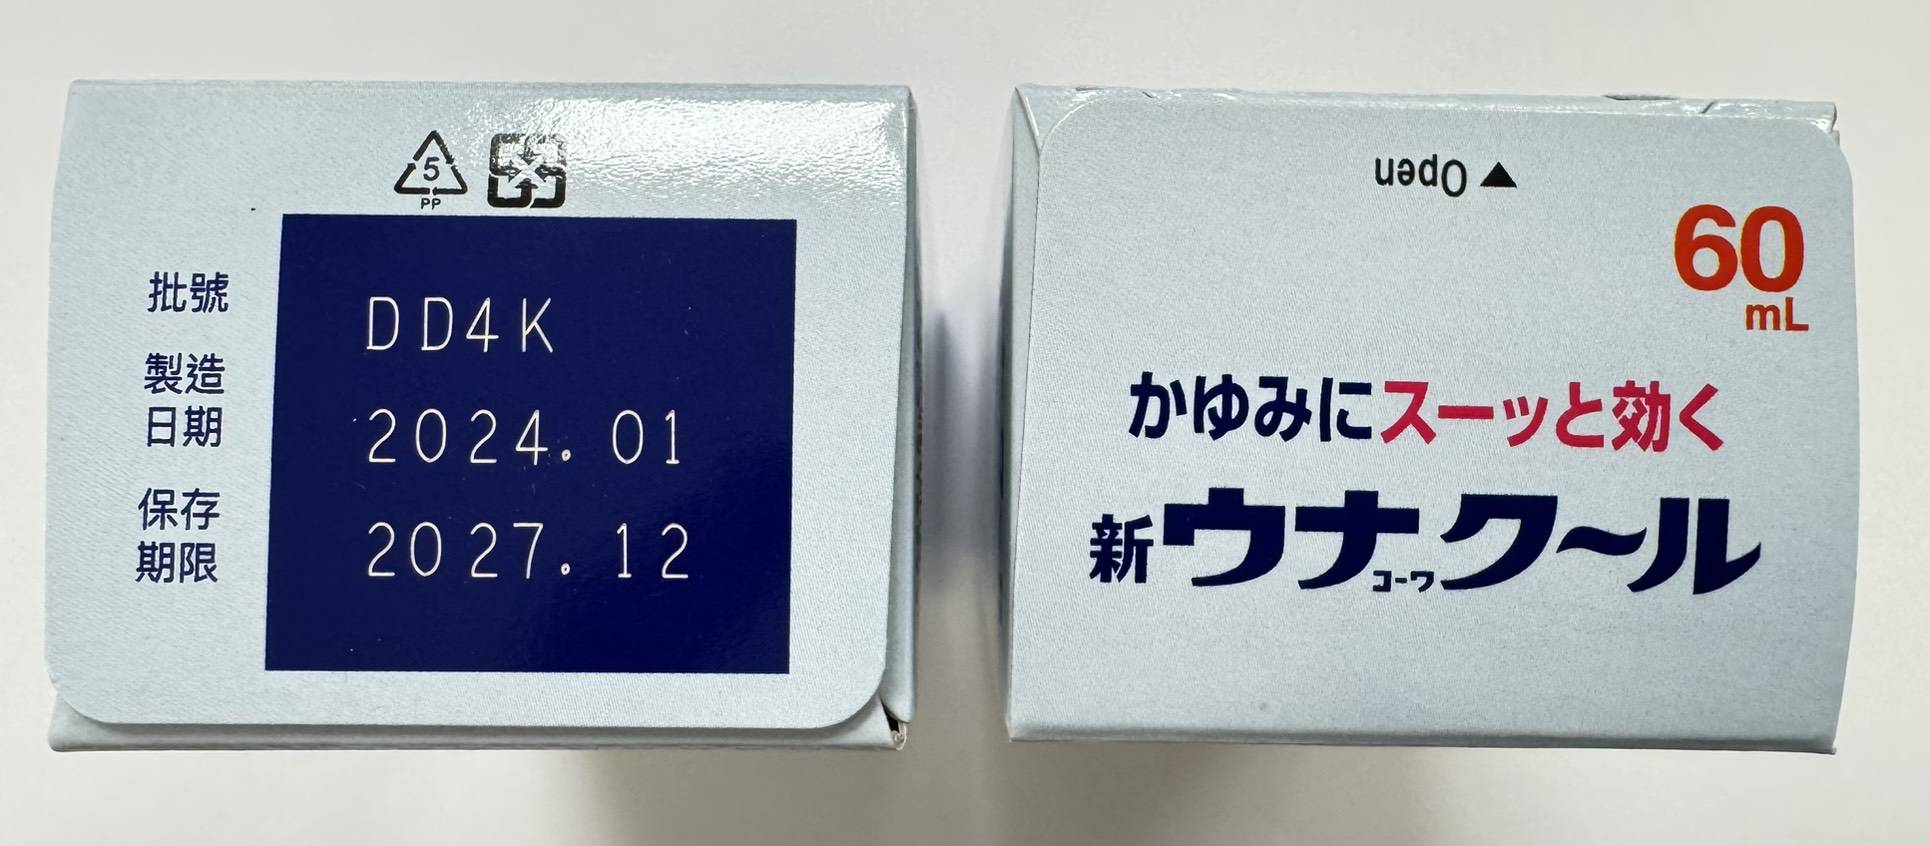 5
PP
批號
DD4K
製造
日期
2024.01
保存
期限
2027.12
Open
60
mL
かゆみにスーッと効く
新ウナコーワク〜ル